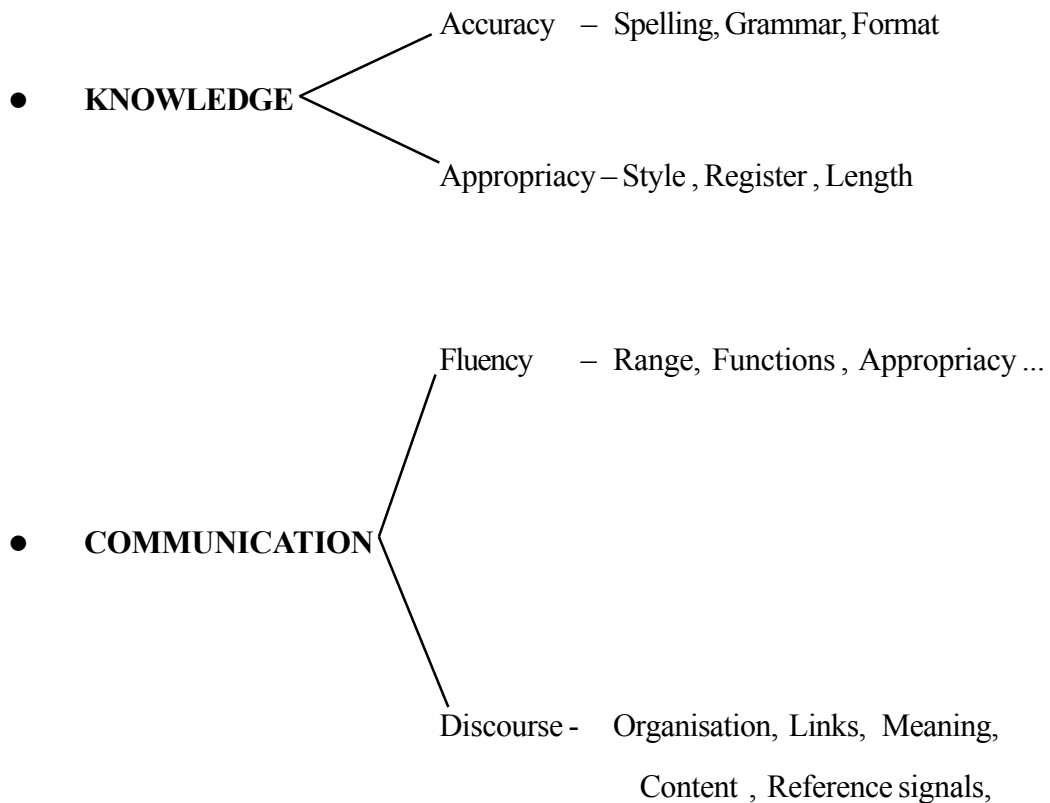 Accuracy – Spelling, Grammar, Format
● KNOWLEDGE
Appropriacy – Style , Register , Length
Fluency – Range, Functions , Appropriacy ...
● COMMUNICATION
Discourse - Organisation, Links, Meaning,
Content , Reference signals,